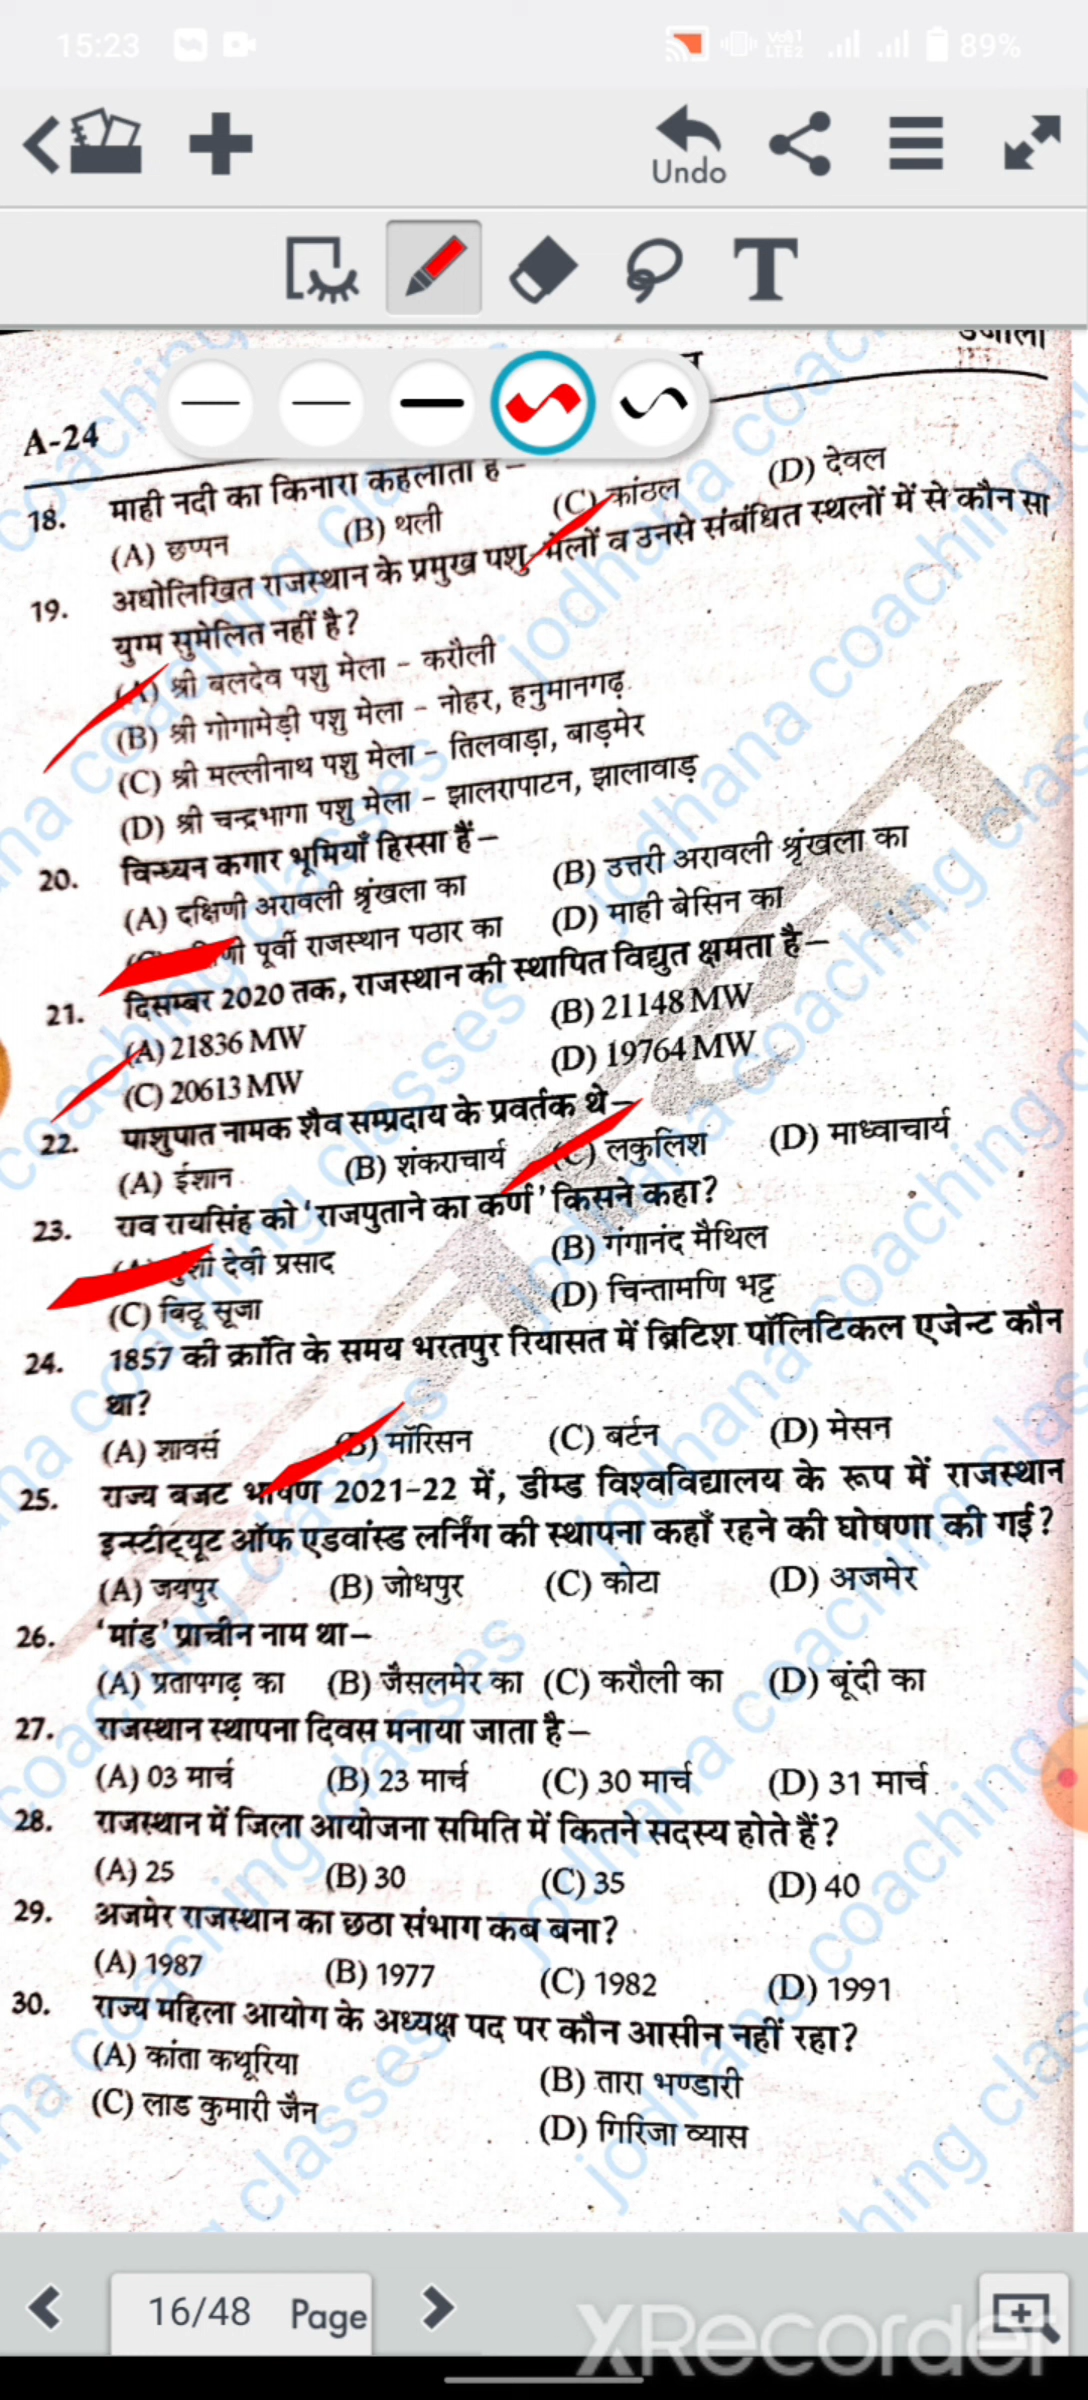 15:23 VoB1 LTE2 89%
Undo
T
उजाला
A-24
18. माही नदी का किनारा कहलाता है–
(A) छप्पन (B) थली (C) कांठल (D) देवल
19. अधोलिखित राजस्थान के प्रमुख पशु मेलों व उनसे संबंधित स्थलों में से कौन सा
युग्म सुमेलित नहीं है?
(A) श्री बलदेव पशु मेला - करौली
(B) श्री गोगामेड़ी पशु मेला - नोहर, हनुमानगढ़
(C) श्री मल्लीनाथ पशु मेला - तिलवाड़ा, बाड़मेर
(D) श्री चन्द्रभागा पशु मेला - झालरापाटन, झालावाड़
20. विन्ध्यन कगार भूमियाँ हिस्सा हैं–
(A) दक्षिणी अरावली श्रृंखला का (B) उत्तरी अरावली श्रृंखला का
पूर्वी राजस्थान पठार का (D) माही बेसिन का
21. दिसम्बर 2020 तक, राजस्थान की स्थापित विद्युत क्षमता है–
(A) 21836 MW (B) 21148 MW
(C) 20613 MW (D) 19764 MW
22. पाशुपात नामक शैव सम्प्रदाय के प्रवर्तक थे–
(A) ईशान (B) शंकराचार्य (C) लकुलिश (D) माध्वाचार्य
23. राव रायसिंह को 'राजपुताने का कर्ण' किसने कहा?
देवी प्रसाद (B) गंगानंद मैथिल
(C) बिठू सूजा (D) चिन्तामणि भट्ट
24. 1857 की क्रांति के समय भरतपुर रियासत में ब्रिटिश पॉलिटिकल एजेन्ट कौन
था?
(A) शावर्स (B) मॉरिसन (C) बर्टन (D) मेसन
25. राज्य बजट भाषण 2021-22 में, डीम्ड विश्वविद्यालय के रूप में राजस्थान
इन्स्टीट्यूट ऑफ एडवांस्ड लर्निंग की स्थापना कहाँ रहने की घोषणा की गई?
(A) जयपुर (B) जोधपुर (C) कोटा (D) अजमेर
26. 'मांड' प्राचीन नाम था–
(A) प्रतापगढ़ का (B) जैसलमेर का (C) करौली का (D) बूंदी का
27. राजस्थान स्थापना दिवस मनाया जाता है–
(A) 03 मार्च (B) 23 मार्च (C) 30 मार्च (D) 31 मार्च
28. राजस्थान में जिला आयोजना समिति में कितने सदस्य होते हैं?
(A) 25 (B) 30 (C) 35 (D) 40
29. अजमेर राजस्थान का छठा संभाग कब बना?
(A) 1987 (B) 1977 (C) 1982 (D) 1991
30. राज्य महिला आयोग के अध्यक्ष पद पर कौन आसीन नहीं रहा?
(A) कांता कथूरिया (B) तारा भण्डारी
(C) लाड कुमारी जैन (D) गिरिजा व्यास
jodhana coaching classes
16/48 Page
XRecorder